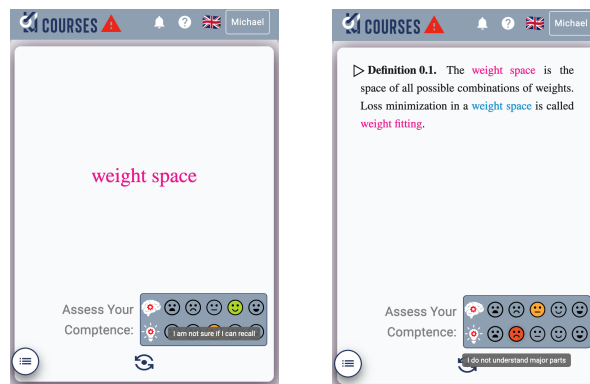 COURSES
Michael
weight space
Assess Your
Comptence:
I am not sure if I can recall
COURSES
Michael
Definition 0.1. The weight space is the
space of all possible combinations of weights.
Loss minimization in a weight space is called
weight fitting.
Assess Your
Comptence:
I do not understand major parts